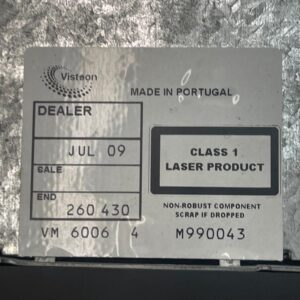 Visteon
MADE IN PORTUGAL
DEALER
JUL 09
SALE
END
260 430
CLASS 1
LASER PRODUCT
NON-ROBUST COMPONENT
SCRAP IF DROPPED
VM 6006 4 M990043